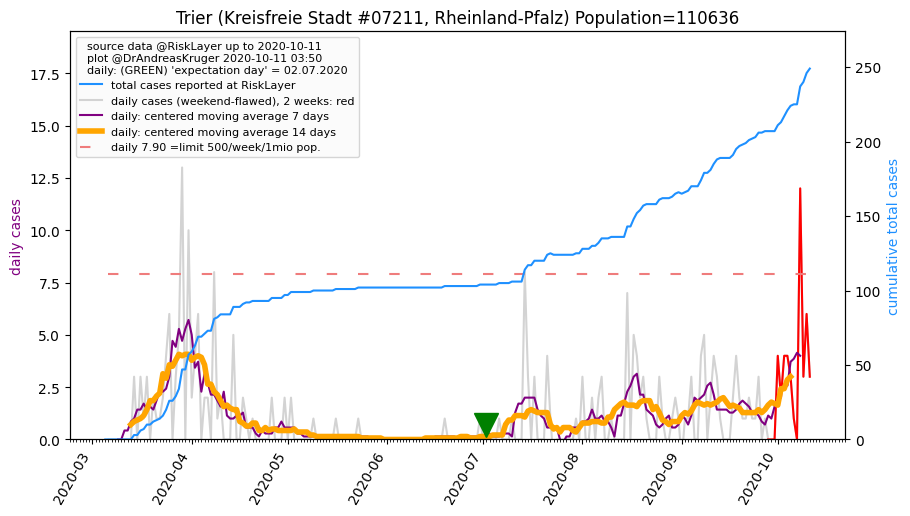 Trier (Kreisfreie Stadt #07211, Rheinland-Pfalz) Population=110636
source data @RiskLayer up to 2020-10-11
plot @DrAndreasKruger 2020-10-11 03:50
daily: (GREEN) 'expectation day' = 02.07.2020
total cases reported at RiskLayer
daily cases (weekend-flawed), 2 weeks: red
daily: centered moving average 7 days
daily: centered moving average 14 days
daily 7.90 =limit 500/week/1mio pop.
daily cases
17.5
15.0
12.5
10.0
7.5
5.0
2.5
0.0
cumulative total cases
250
200
150
100
50
0
2020-03
2020-04
2020-05
2020-06
2020-07
2020-08
2020-09
2020-10